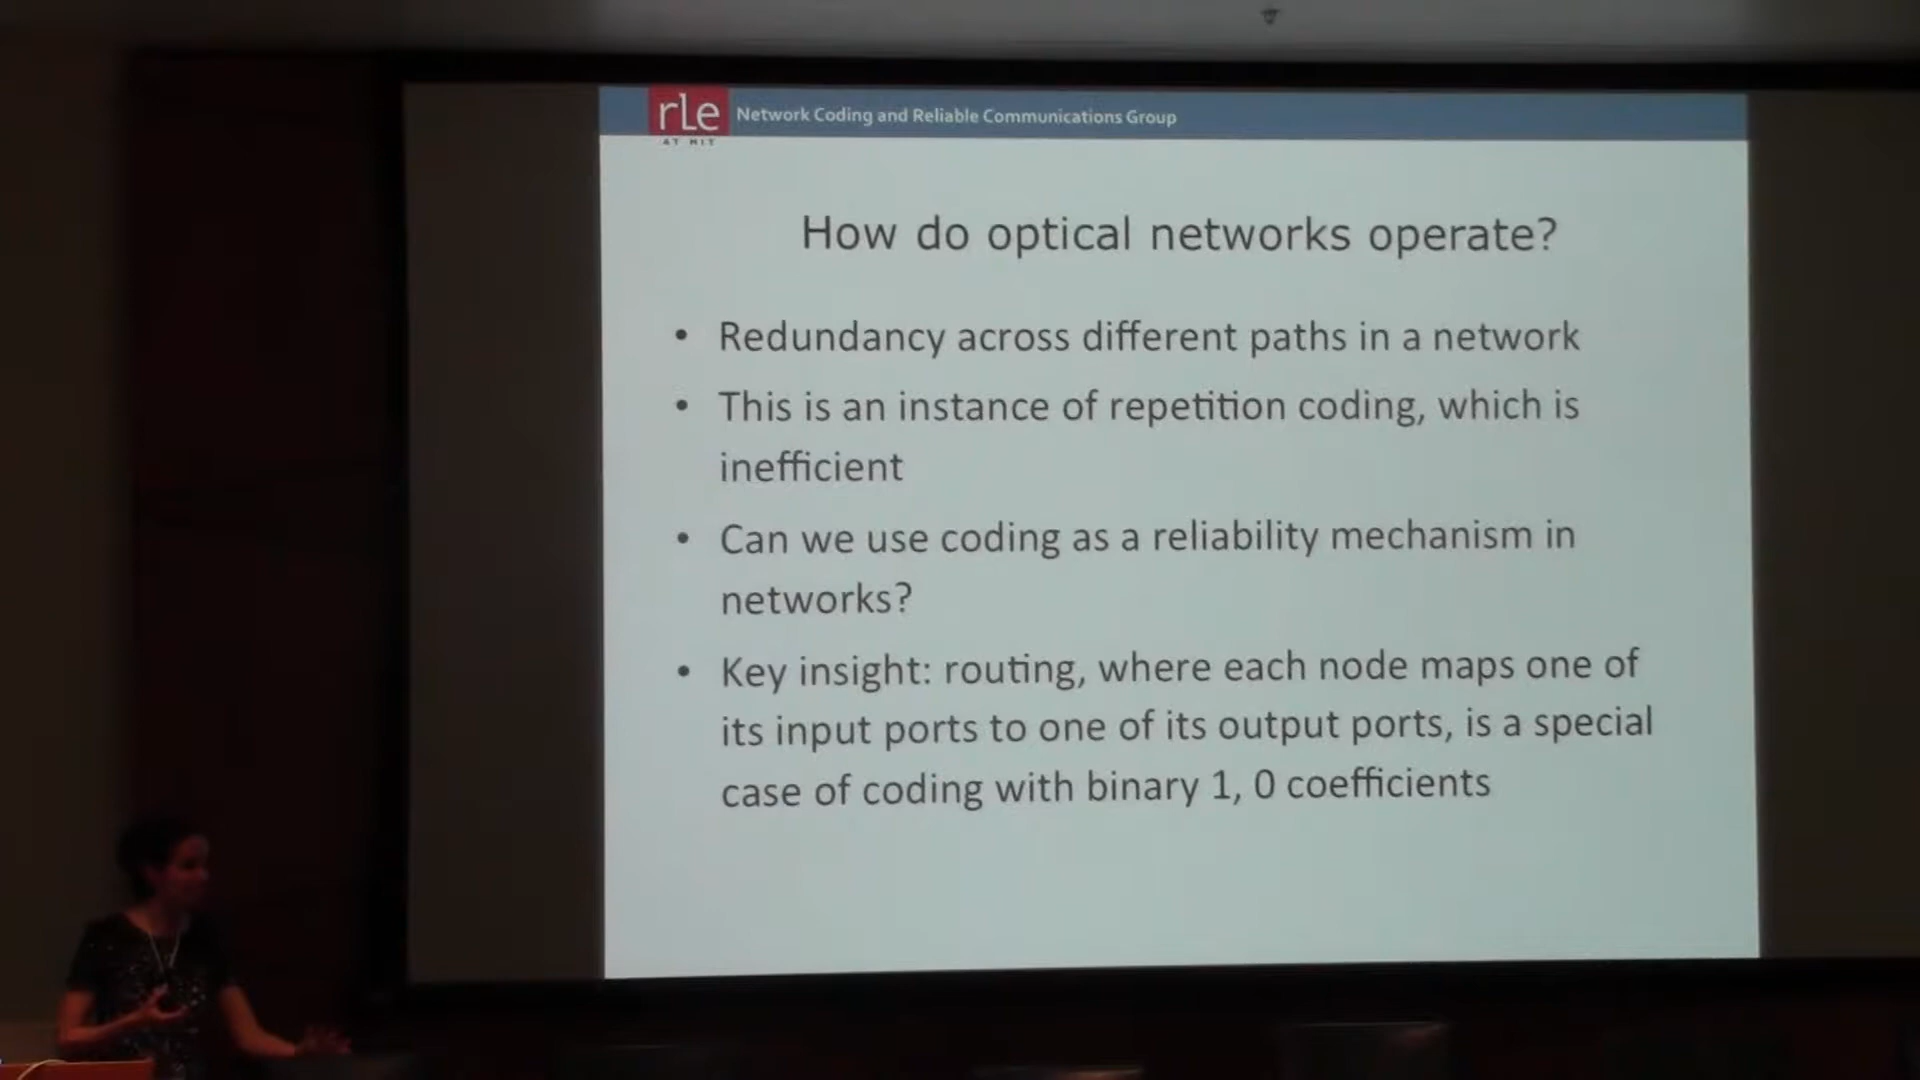 rLe
AT MIT
Network Coding and Reliable Communications Group
How do optical networks operate?
• Redundancy across different paths in a network
• This is an instance of repetition coding, which is
inefficient
• Can we use coding as a reliability mechanism in
networks?
• Key insight: routing, where each node maps one of
its input ports to one of its output ports, is a special
case of coding with binary 1, 0 coefficients